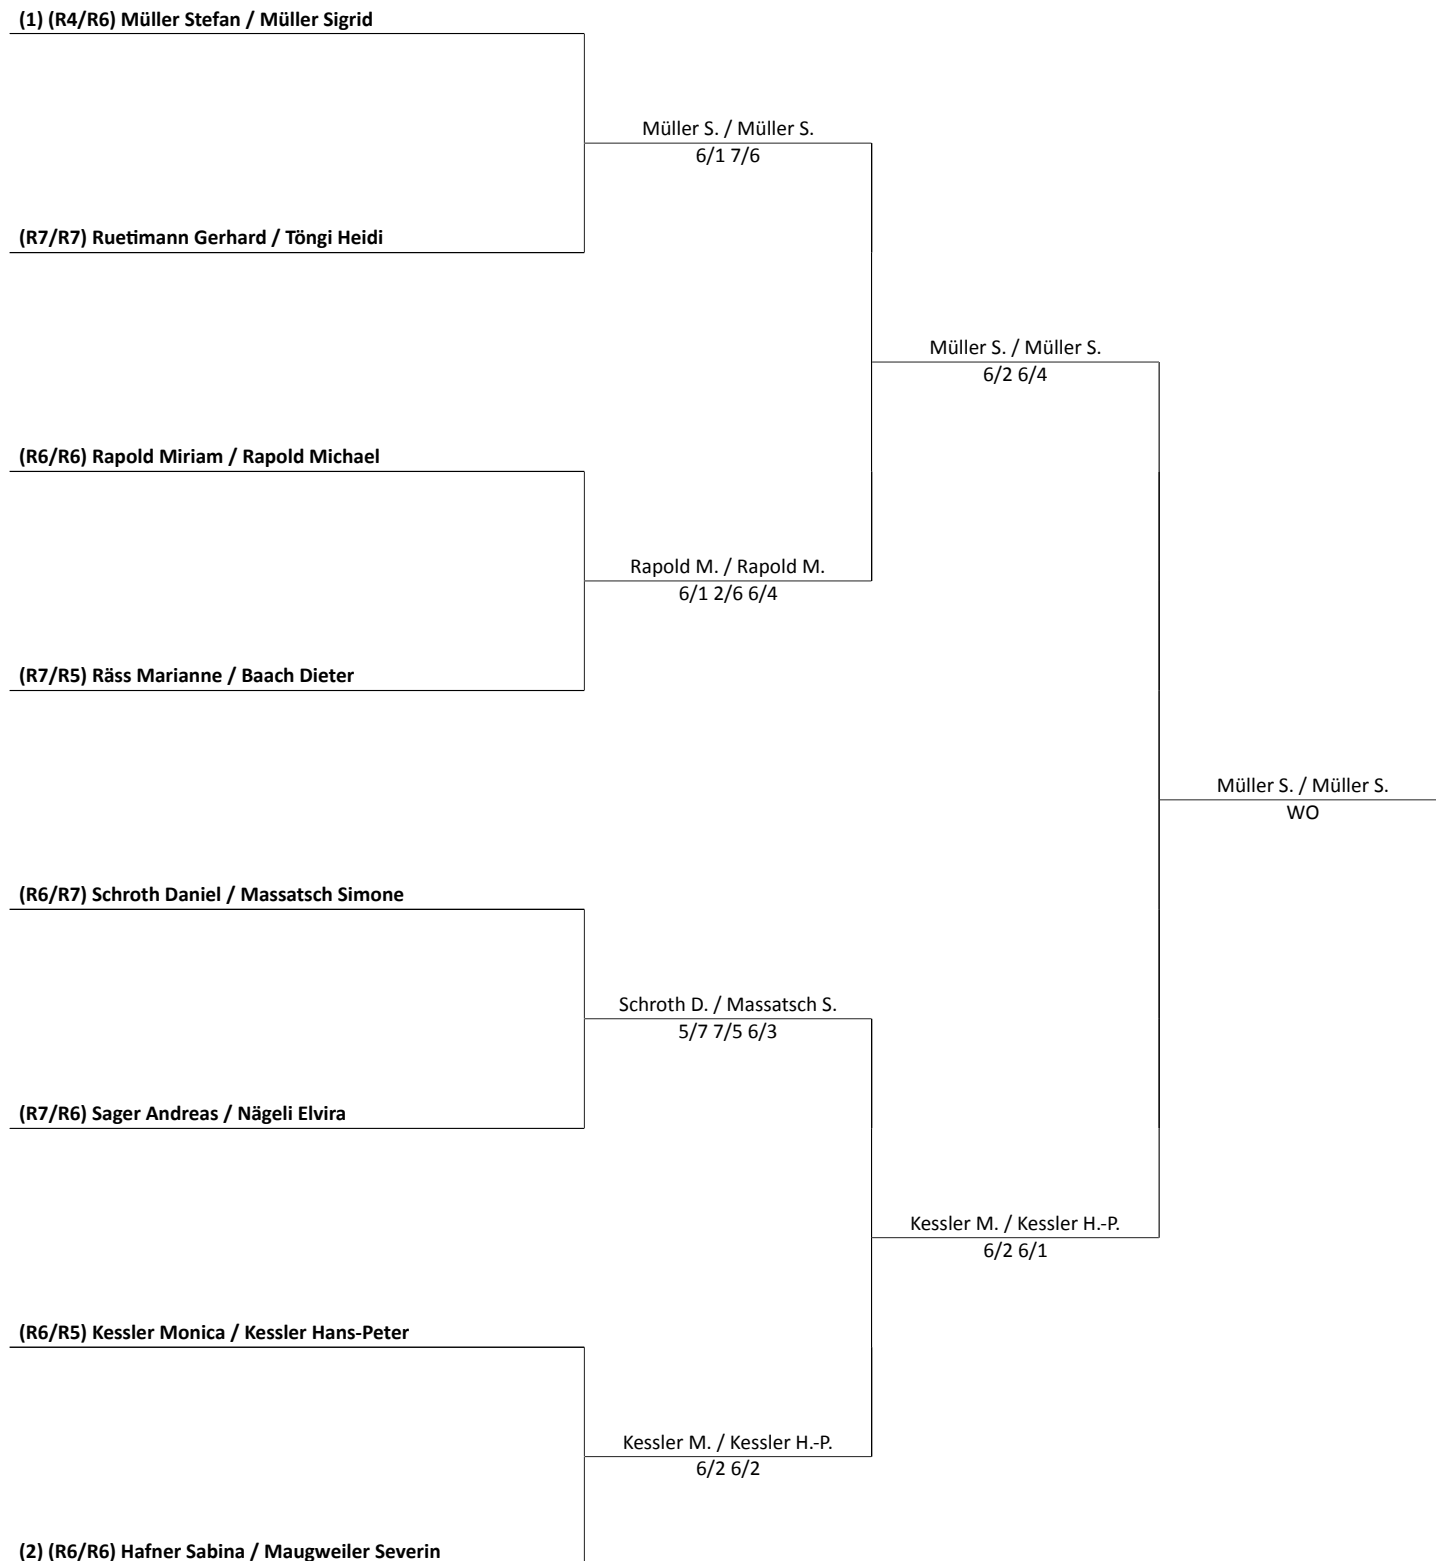 (1) (R4/R6) Müller Stefan / Müller Sigrid
Müller S. / Müller S.
6/1 7/6
(R7/R7) Ruetimann Gerhard / Töngi Heidi
Müller S. / Müller S.
6/2 6/4
(R6/R6) Rapold Miriam / Rapold Michael
Rapold M. / Rapold M.
6/1 2/6 6/4
(R7/R5) Räss Marianne / Baach Dieter
Müller S. / Müller S.
WO
(R6/R7) Schroth Daniel / Massatsch Simone
Schroth D. / Massatsch S.
5/7 7/5 6/3
(R7/R6) Sager Andreas / Nägeli Elvira
Kessler M. / Kessler H.-P.
6/2 6/1
(R6/R5) Kessler Monica / Kessler Hans-Peter
Kessler M. / Kessler H.-P.
6/2 6/2
(2) (R6/R6) Hafner Sabina / Maugweiler Severin